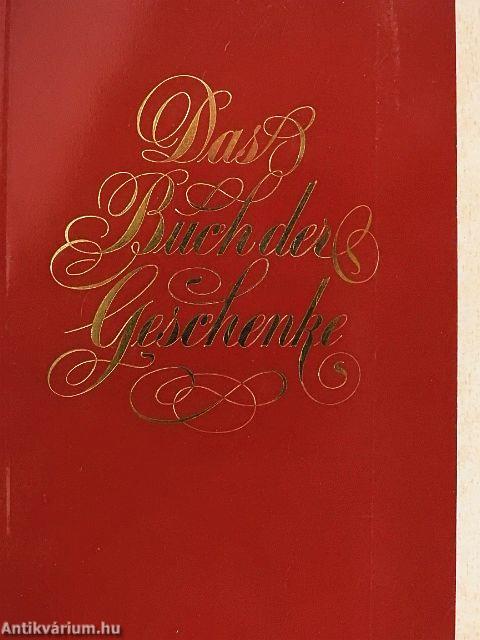 Das
Buch der
Geschenke
Antikvárium.hu